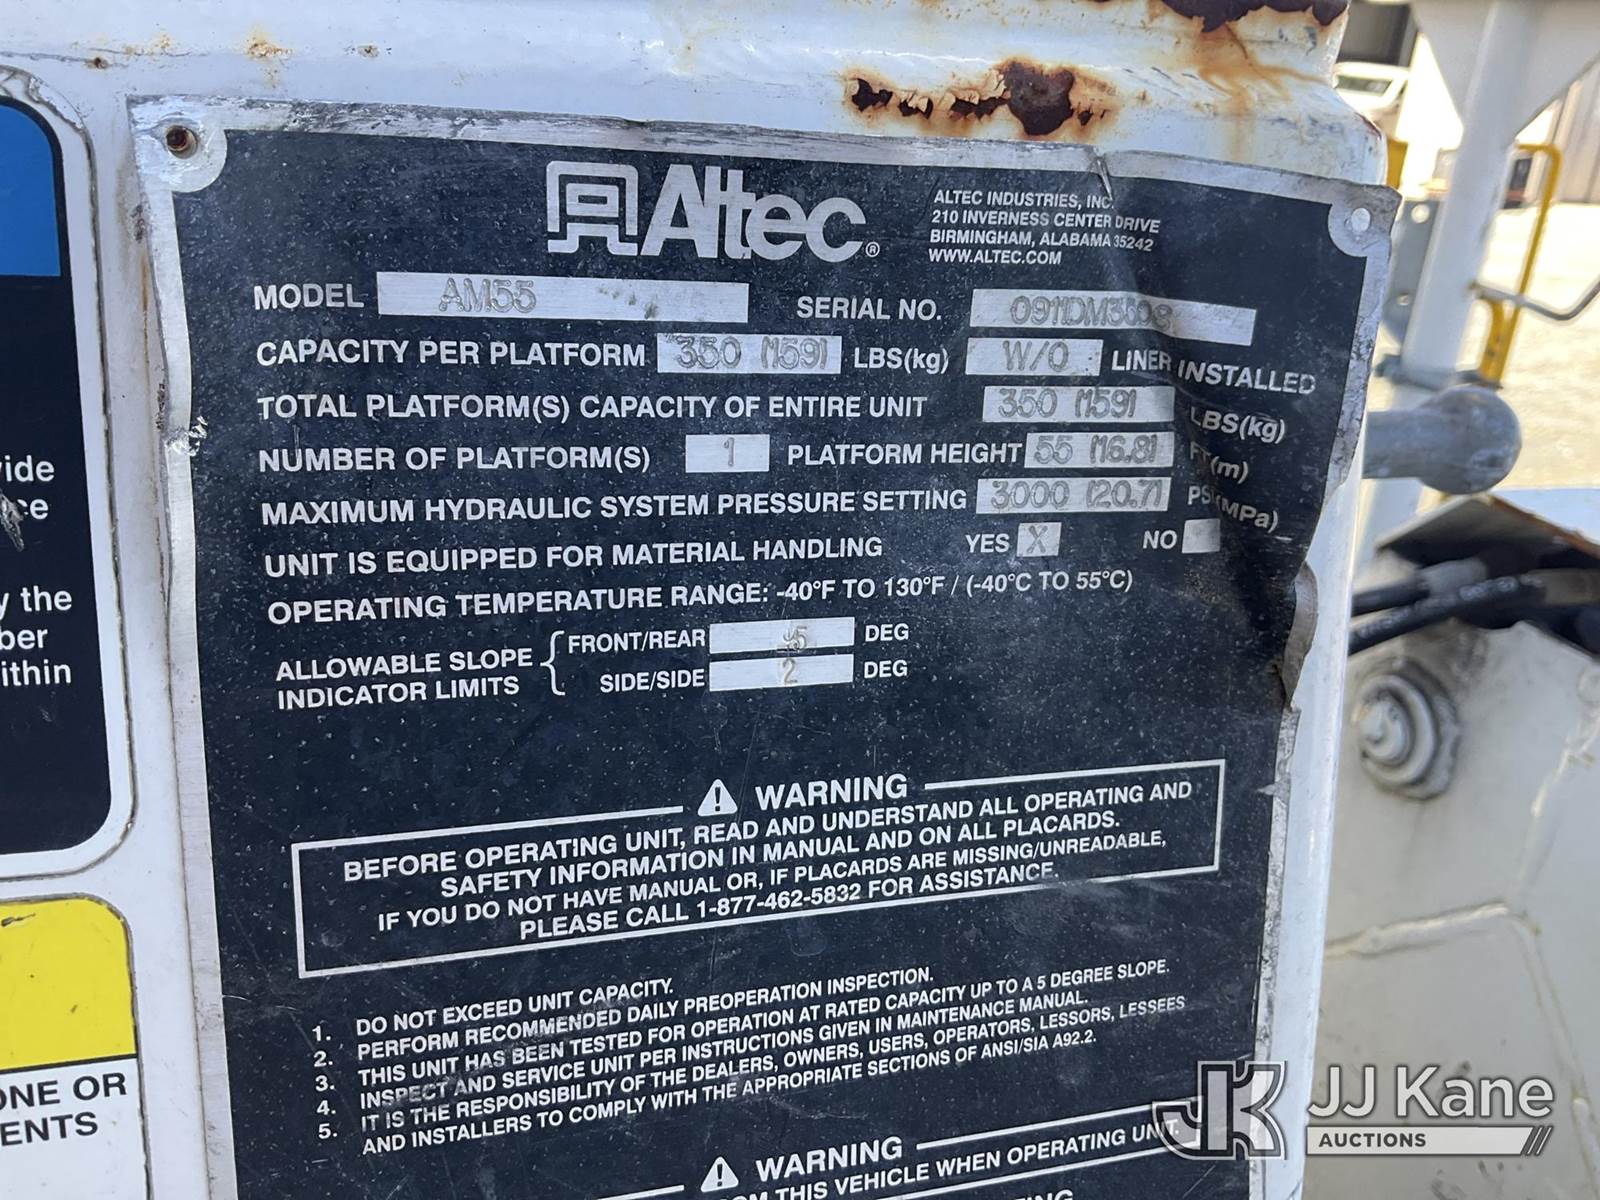 vide
ce
y the
ber
ithin
ONE OR
ENTS
Altec®
ALTEC INDUSTRIES, INC.
210 INVERNESS CENTER DRIVE
BIRMINGHAM, ALABAMA 35242
WWW.ALTEC.COM
MODEL AM55 SERIAL NO.
CAPACITY PER PLATFORM 350 (159) LBS(kg) W/O LINER INSTALLED
TOTAL PLATFORM(S) CAPACITY OF ENTIRE UNIT 350 (159) LBS(kg)
NUMBER OF PLATFORM(S) 1 PLATFORM HEIGHT 55 (16.8) FT(m)
MAXIMUM HYDRAULIC SYSTEM PRESSURE SETTING 3000 (20.7) PSI(MPa)
UNIT IS EQUIPPED FOR MATERIAL HANDLING YES X NO
OPERATING TEMPERATURE RANGE: -40°F TO 130°F / (-40°C TO 55°C)
ALLOWABLE SLOPE INDICATOR LIMITS { FRONT/REAR 5 DEG
SIDE/SIDE 2 DEG
⚠ WARNING
BEFORE OPERATING UNIT, READ AND UNDERSTAND ALL OPERATING AND
SAFETY INFORMATION IN MANUAL AND ON ALL PLACARDS.
IF YOU DO NOT HAVE MANUAL OR, IF PLACARDS ARE MISSING/UNREADABLE,
PLEASE CALL 1-877-462-5832 FOR ASSISTANCE.
1. DO NOT EXCEED UNIT CAPACITY.
2. PERFORM RECOMMENDED DAILY PREOPERATION INSPECTION.
3. THIS UNIT HAS BEEN TESTED FOR OPERATION AT RATED CAPACITY UP TO A 5 DEGREE SLOPE.
4. INSPECT AND SERVICE UNIT PER INSTRUCTIONS GIVEN IN MAINTENANCE MANUAL.
5. IT IS THE RESPONSIBILITY OF THE DEALERS, OWNERS, USERS, OPERATORS, LESSORS, LESSEES
AND INSTALLERS TO COMPLY WITH THE APPROPRIATE SECTIONS OF ANSI/SIA A92.2.
⚠ WARNING
FROM THIS VEHICLE WHEN OPERATING UNIT.
JK JJ Kane
AUCTIONS